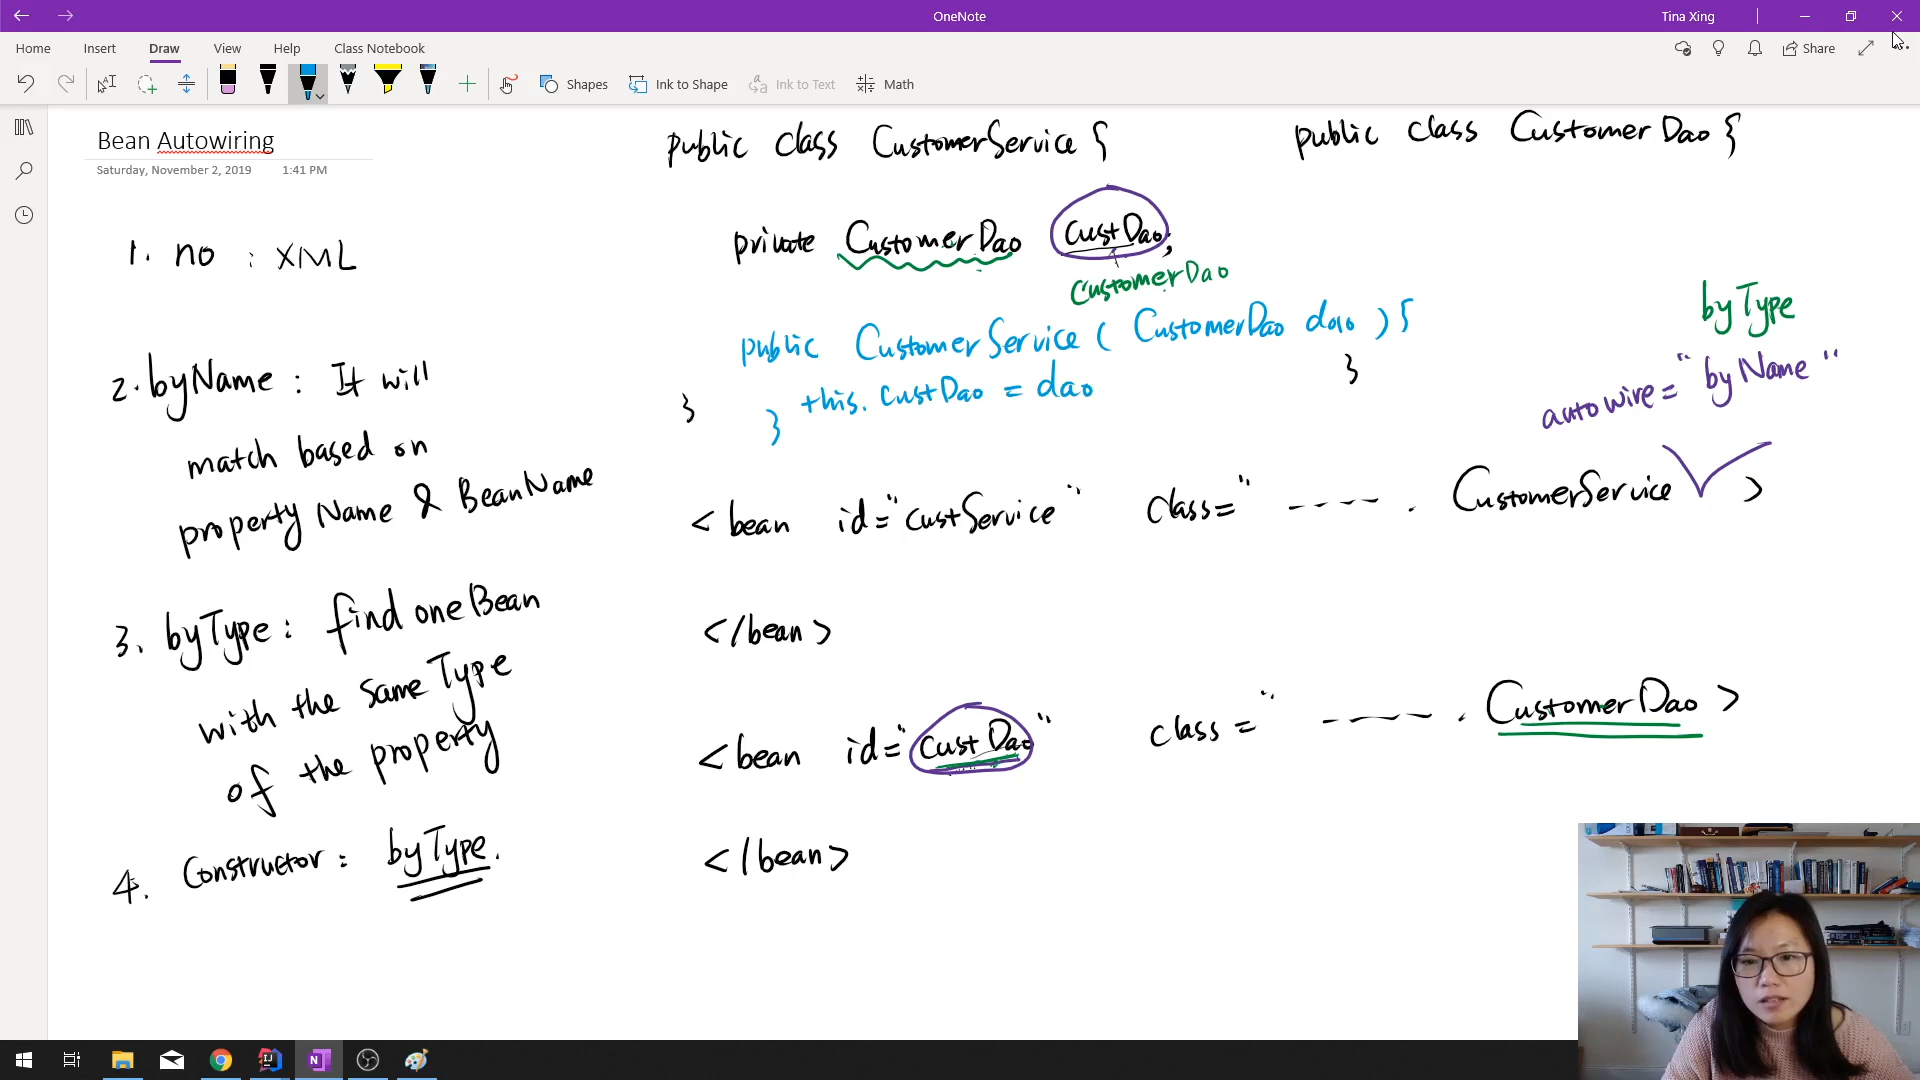 OneNote
Tina Xing
Home Insert Draw View Help Class Notebook
Share
Shapes
Ink to Shape
Ink to Text
Math
Bean Autowiring
Saturday, November 2, 2019 1:41 PM
1. no : XML
2. byName : It will
match based on
property Name & BeanName
3. byType : find one Bean
with the same Type
of the property
4. Constructor : byType.
public class CustomerService {
private CustomerDao custDao;
CustomerDao
public CustomerService ( CustomerDao dao ) {
this. custDao = dao
}
}
public class CustomerDao {
}
byType
autowire = "byName"
< bean id="custService" class=" ----- . CustomerService >
</bean>
< bean id="custDao" class=" ----- . CustomerDao >
</bean>